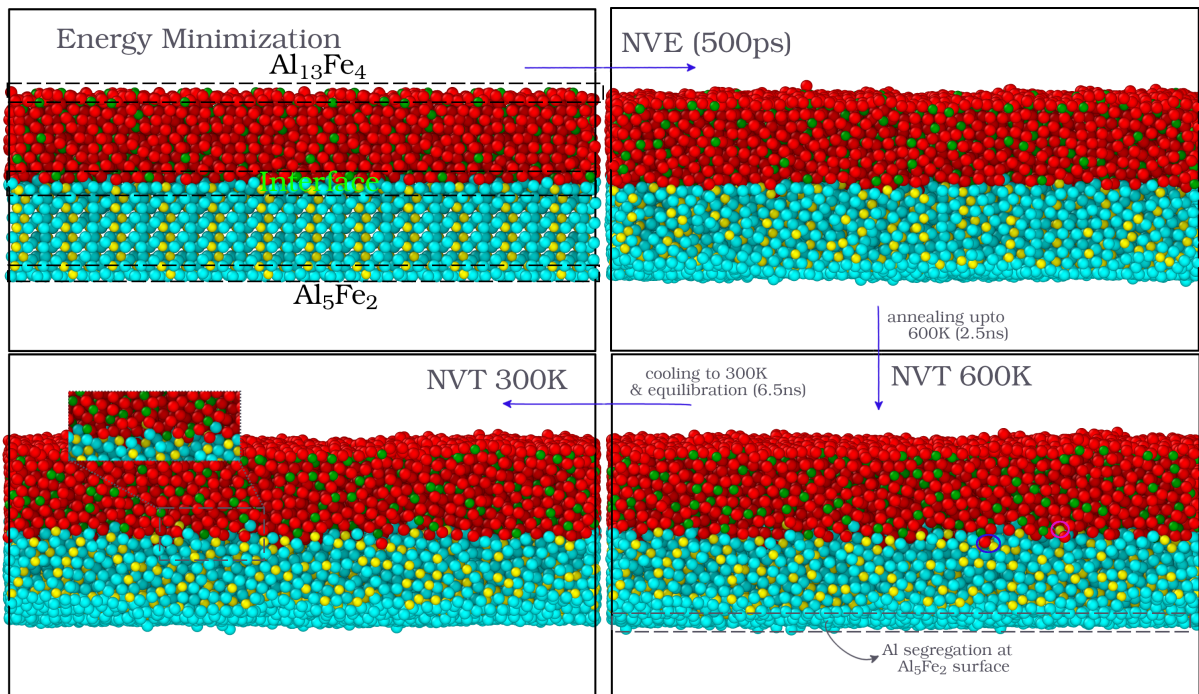 Energy Minimization
Al13Fe4
Interface
Al5Fe2
NVE (500ps)
annealing upto
600K (2.5ns)
NVT 300K
cooling to 300K
& equilibration (6.5ns)
NVT 600K
Al segregation at
Al5Fe2 surface